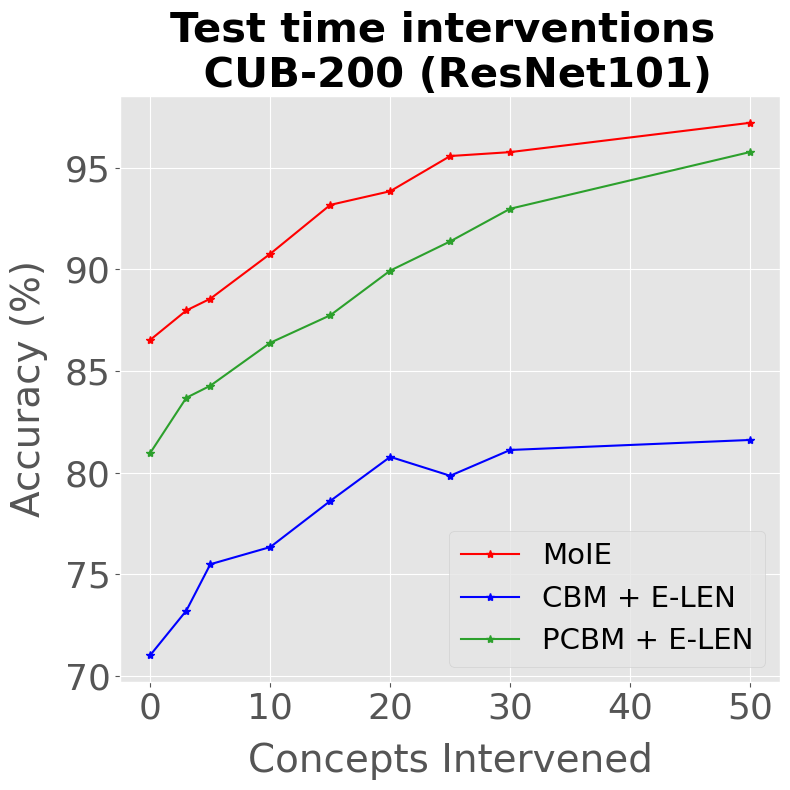 Test time interventions
CUB-200 (ResNet101)
Accuracy (%)
95
90
85
80
75
70
MoIE
CBM + E-LEN
PCBM + E-LEN
0 10 20 30 40 50
Concepts Intervened